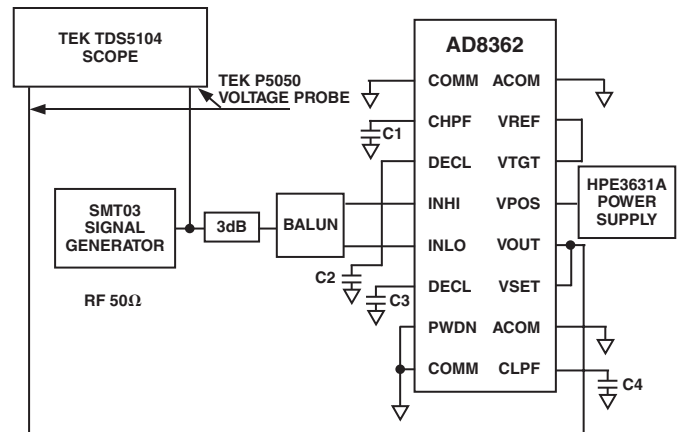 TEK TDS5104
SCOPE
TEK P5050
VOLTAGE PROBE
AD8362
COMM ACOM
C1
CHPF VREF
DECL VTGT
HPE3631A
POWER
SUPPLY
SMT03
SIGNAL
GENERATOR
3dB
BALUN
INHI VPOS
INLO VOUT
C2
C3
DECL VSET
RF 50Ω
PWDN ACOM
COMM CLPF
C4